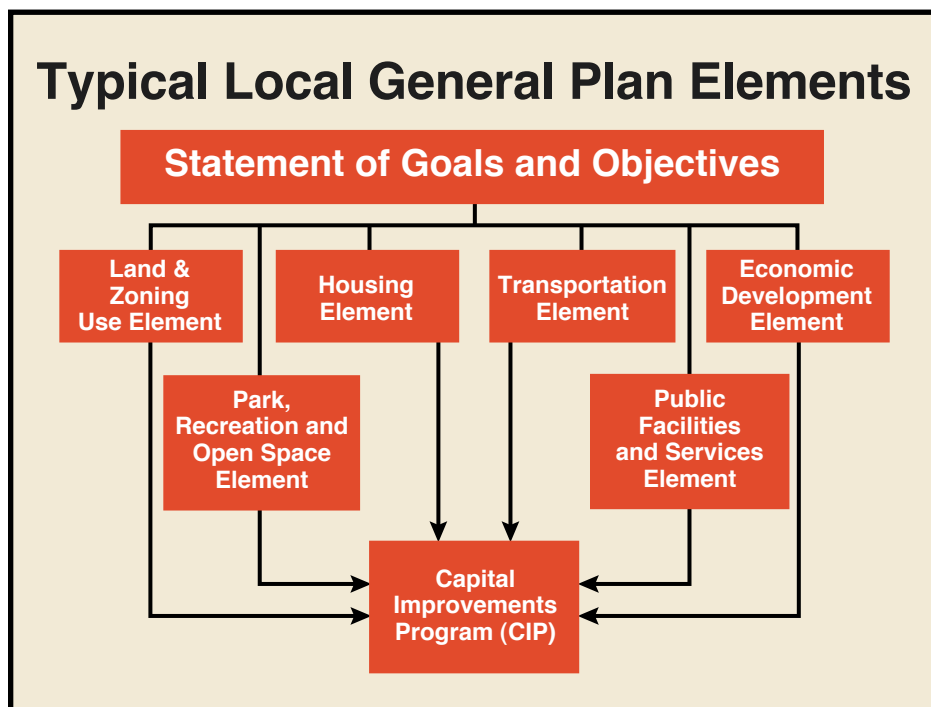 Typical Local General Plan Elements
Statement of Goals and Objectives
Land &
Zoning
Use Element
Housing
Element
Transportation
Element
Economic
Development
Element
Park,
Recreation and
Open Space
Element
Public
Facilities
and Services
Element
Capital
Improvements
Program (CIP)